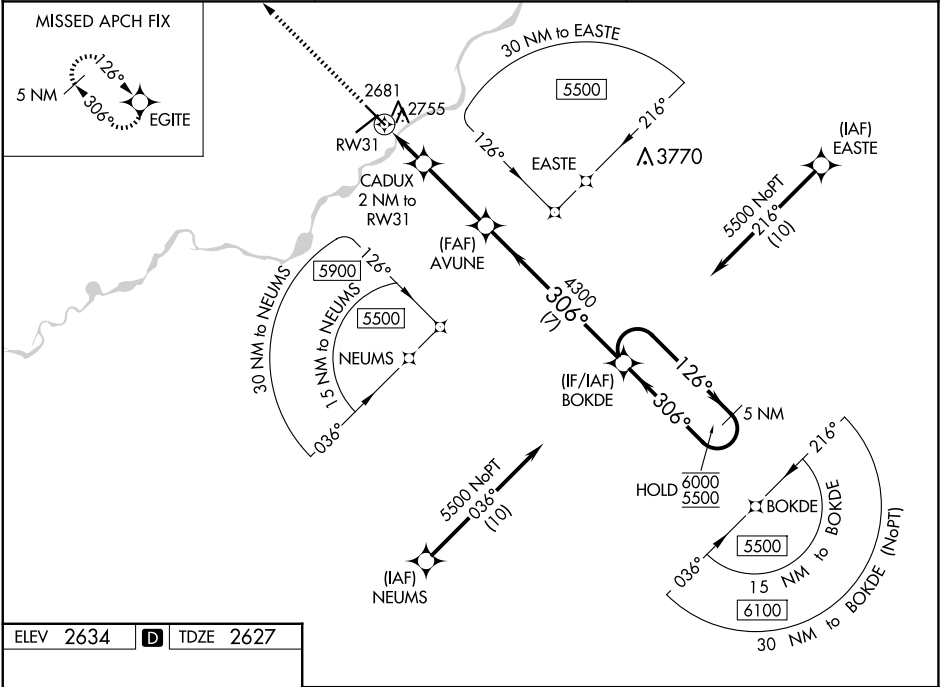 MISSED APCH FIX
5 NM
126°
306°
EGITE
2681
2755
RW31
CADUX
2 NM to
RW31
30 NM to EASTE
5500
216°
126°
EASTE
3770
(IAF)
EASTE
5500 NoPT
216°
(10)
(FAF)
AVUNE
30 NM to NEUMS
5900
126°
15 NM to NEUMS
5500
NEUMS
036°
4300
306°
(7)
(IF/IAF)
BOKDE
126°
306°
5 NM
HOLD
6000
5500
5500 NoPT
036°
(10)
(IAF)
NEUMS
216°
BOKDE
036°
5500
15 NM to BOKDE
6100
30 NM to BOKDE (NoPT)
ELEV 2634 D TDZE 2627